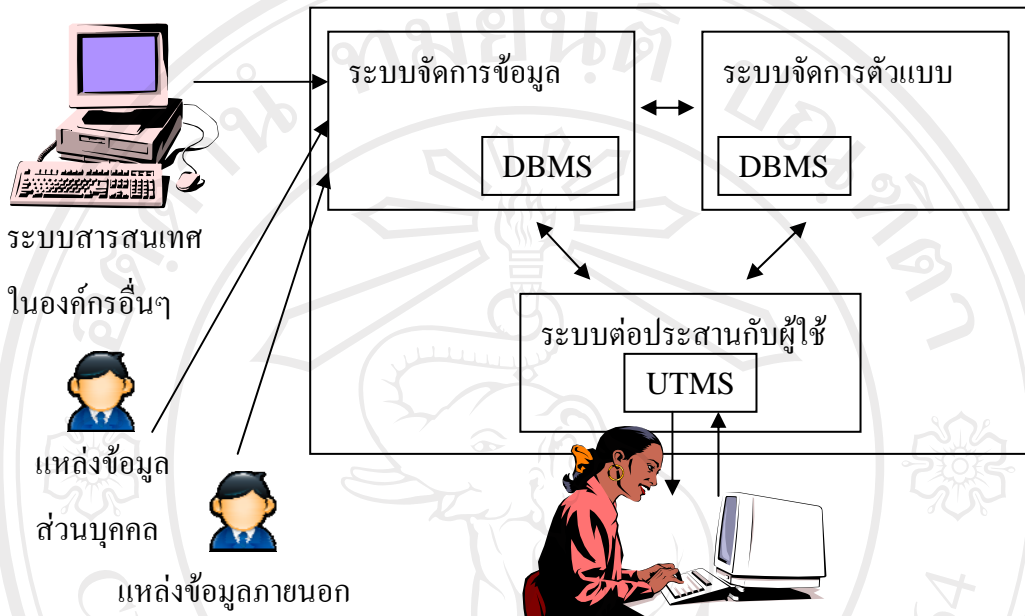 ระบบจัดการข้อมูล
DBMS
ระบบจัดการตัวแบบ
DBMS
ระบบสารสนเทศ
ในองค์กรอื่นๆ
ระบบต่อประสานกับผู้ใช้
UTMS
แหล่งข้อมูล
ส่วนบุคคล
แหล่งข้อมูลภายนอก